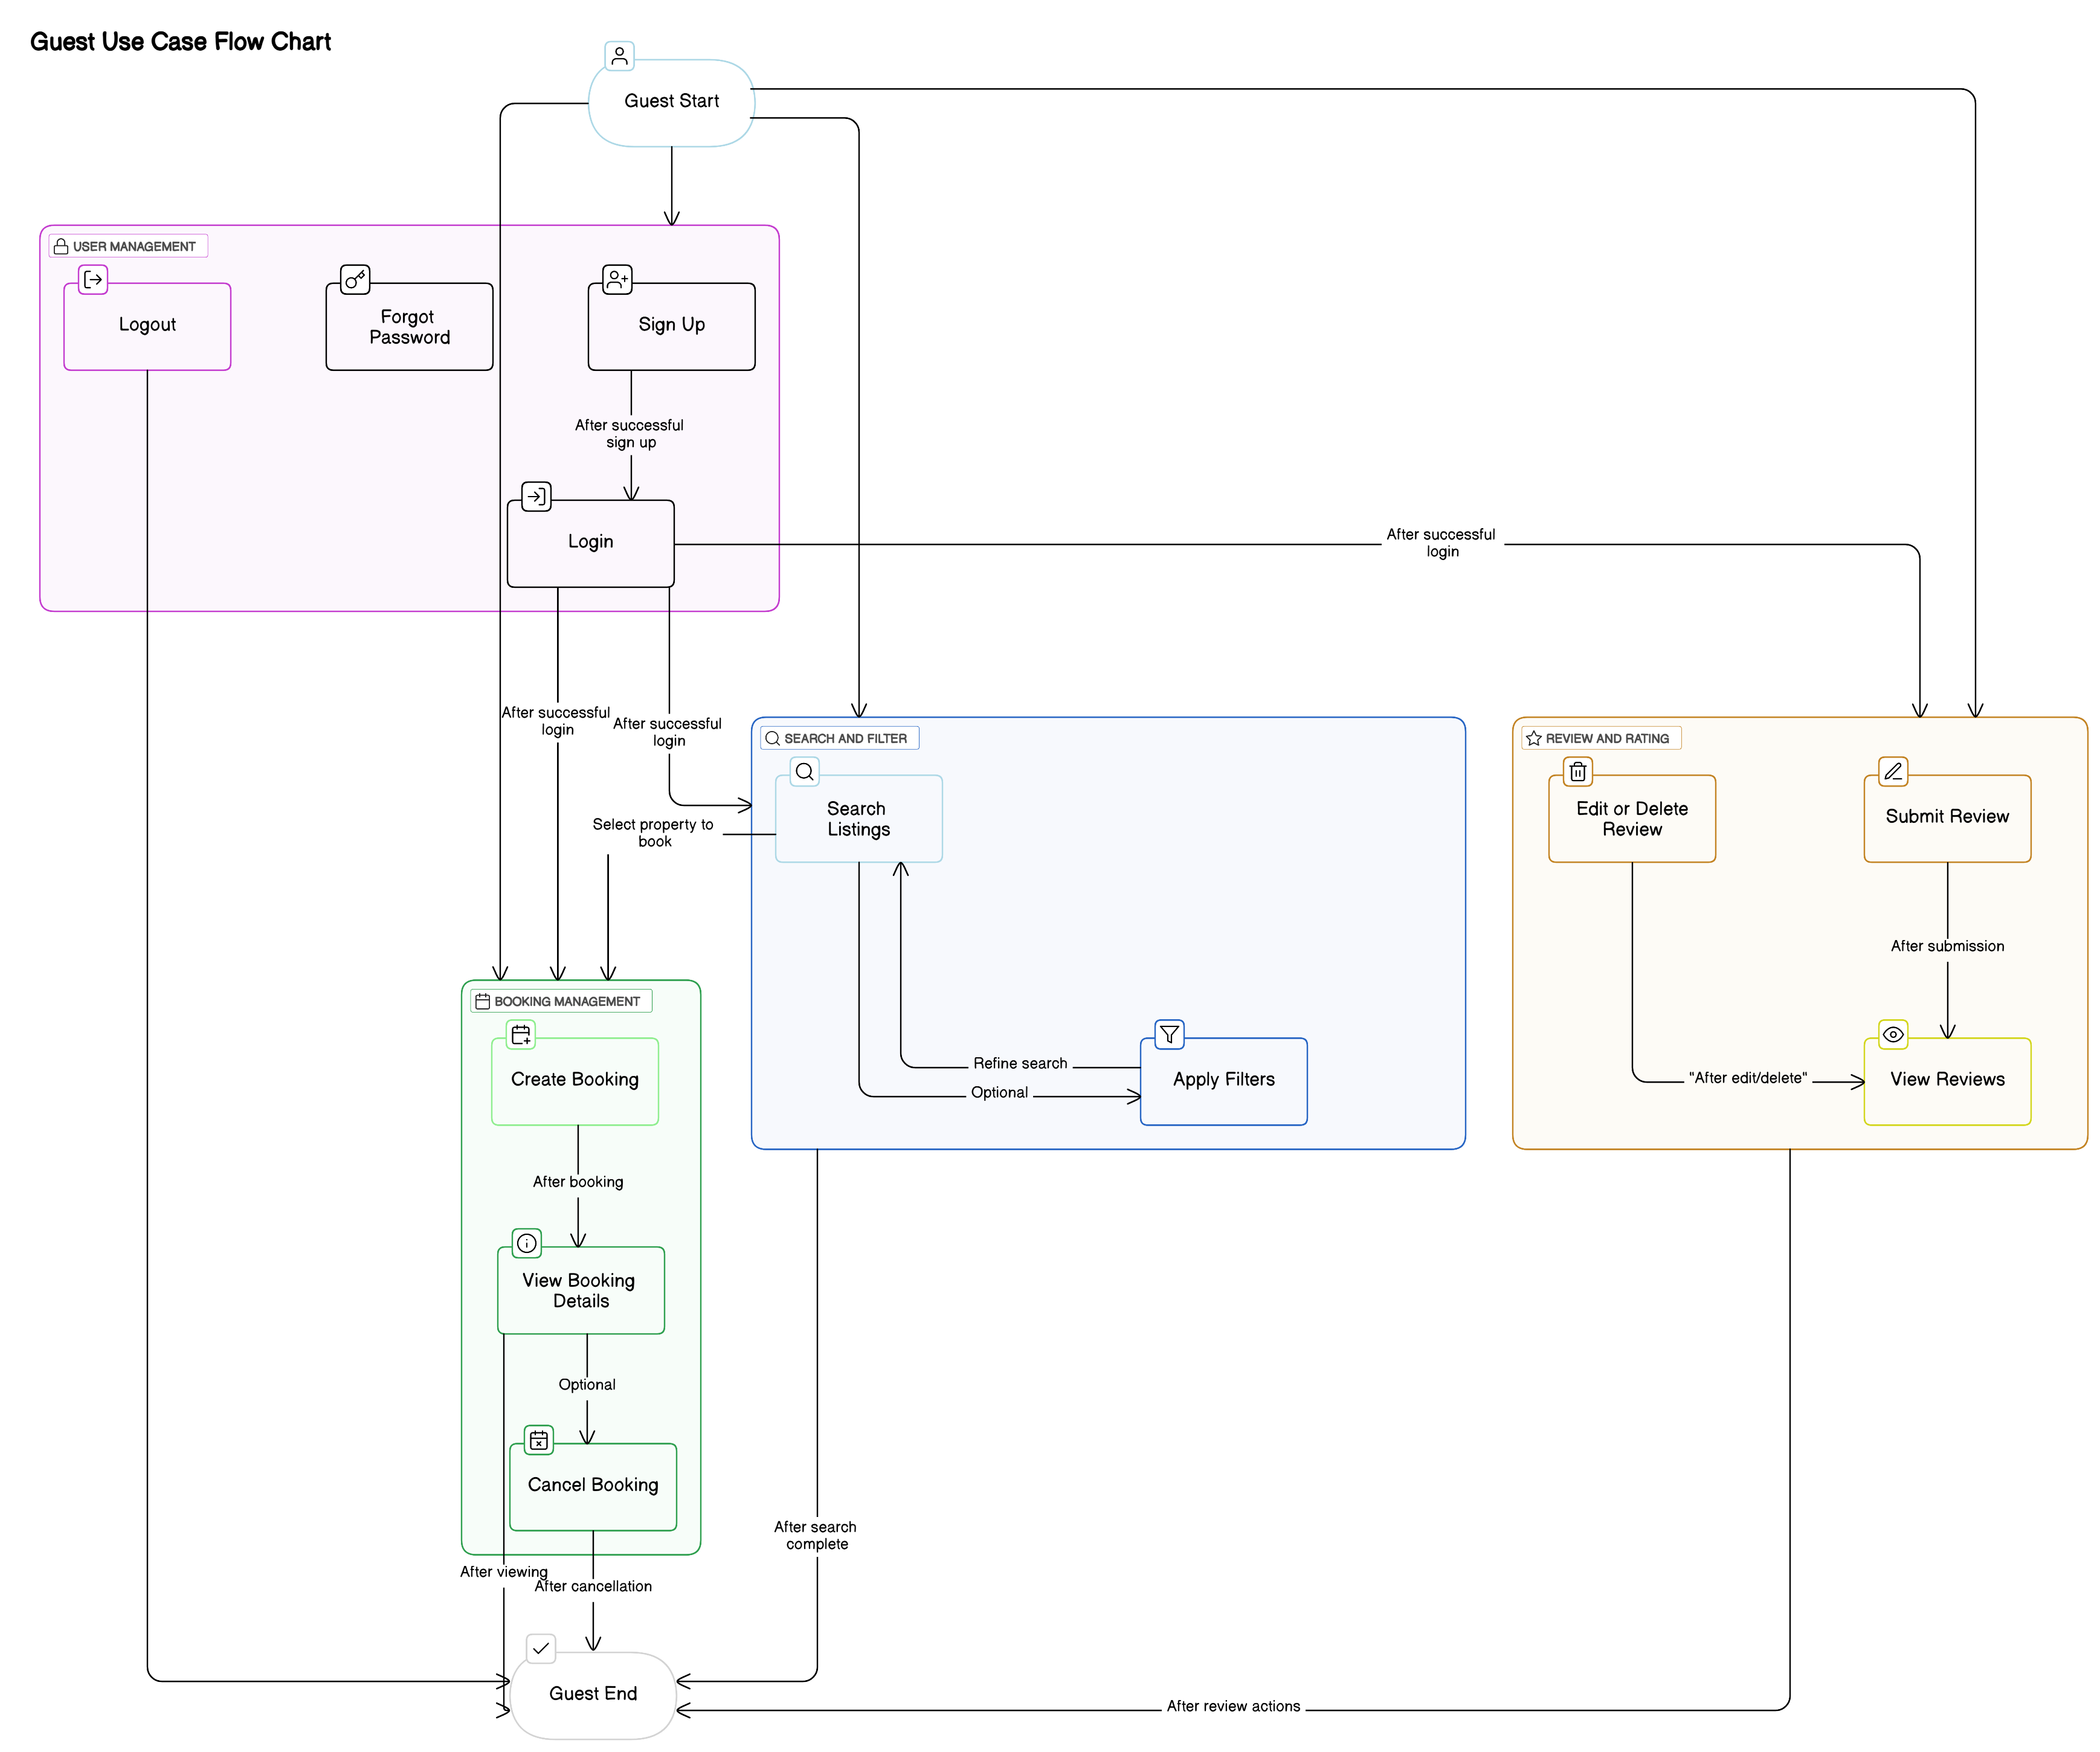 Guest Use Case Flow Chart
Guest Start
USER MANAGEMENT
Logout
Forgot
Password
Sign Up
After successful
sign up
Login
After successful
login
After successful
login
After successful
login
SEARCH AND FILTER
Search
Listings
Select property to
book
Refine search
Optional
Apply Filters
REVIEW AND RATING
Edit or Delete
Review
Submit Review
After submission
"After edit/delete"
View Reviews
BOOKING MANAGEMENT
Create Booking
After booking
View Booking
Details
Optional
Cancel Booking
After viewing
After cancellation
After search
complete
Guest End
After review actions